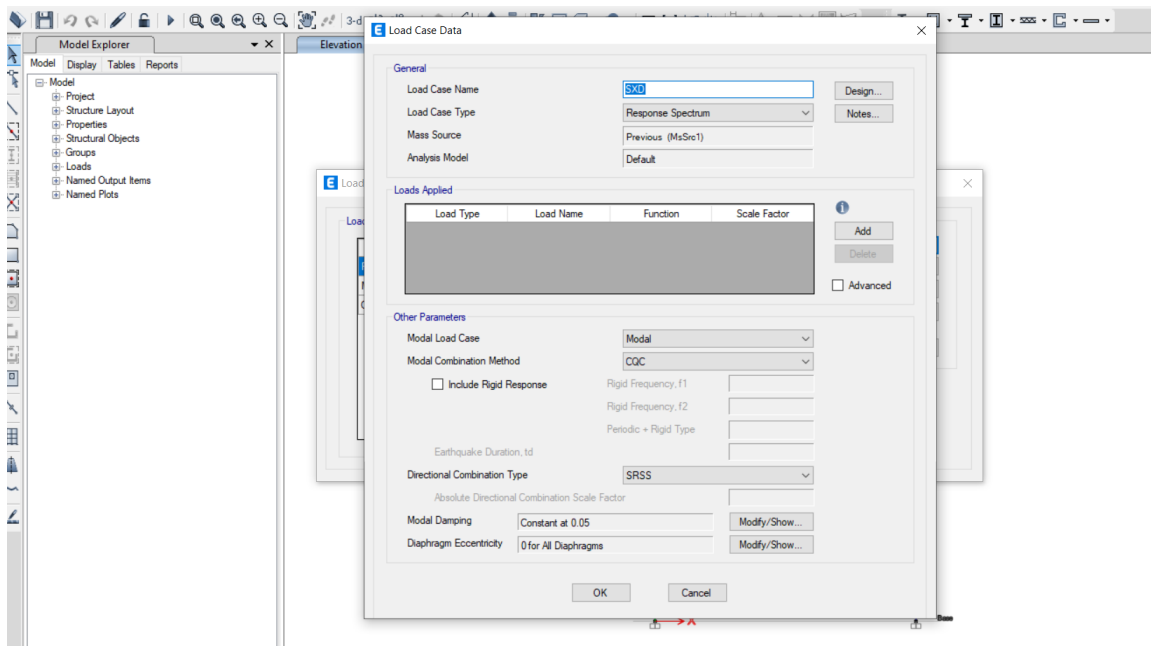 3-d
Model Explorer
Elevation
Model Display Tables Reports
Model
Project
Structure Layout
Properties
Structural Objects
Groups
Loads
Named Output Items
Named Plots
E Load
Load
E Load Case Data
General
Load Case Name SXD Design...
Load Case Type Response Spectrum Notes...
Mass Source Previous (MsSrc1)
Analysis Model Default
Loads Applied
Load Type Load Name Function Scale Factor
Add
Delete
Advanced
Other Parameters
Modal Load Case Modal
Modal Combination Method CQC
Include Rigid Response Rigid Frequency, f1
Rigid Frequency, f2
Periodic + Rigid Type
Earthquake Duration, td
Directional Combination Type SRSS
Absolute Directional Combination Scale Factor
Modal Damping Constant at 0.05 Modify/Show...
Diaphragm Eccentricity 0 for All Diaphragms Modify/Show...
OK Cancel
X
Base